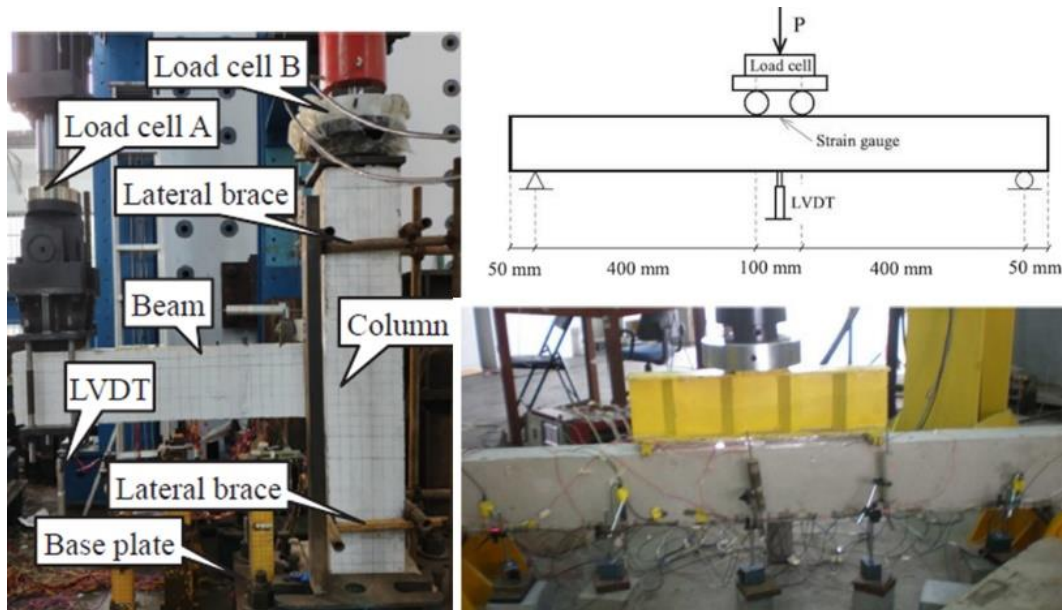 Load cell B
Load cell A
Lateral brace
Beam
Column
LVDT
Lateral brace
Base plate
P
Load cell
Strain gauge
LVDT
50 mm
400 mm
100 mm
400 mm
50 mm